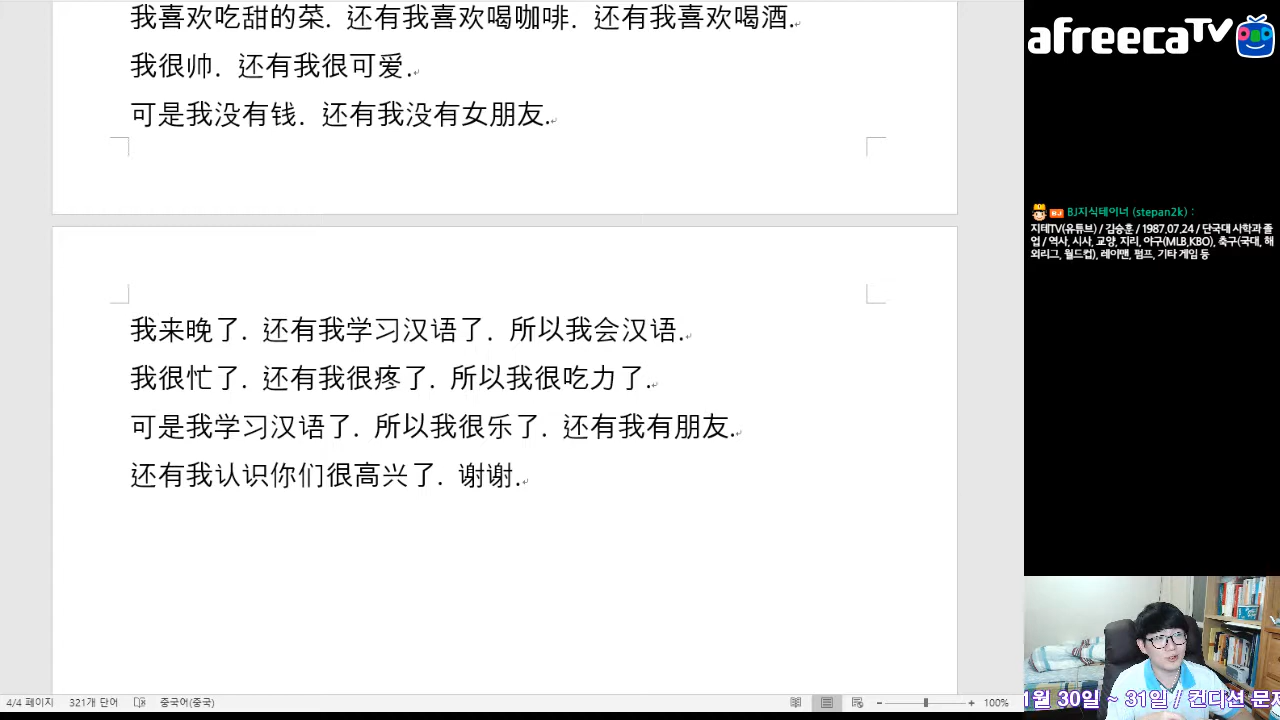 我喜欢吃甜的菜. 还有我喜欢喝咖啡. 还有我喜欢喝酒.
我很帅. 还有我很可爱.
可是我没有钱. 还有我没有女朋友.
我来晚了. 还有我学习汉语了. 所以我会汉语.
我很忙了. 还有我很疼了. 所以我很吃力了.
可是我学习汉语了. 所以我很乐了. 还有我有朋友.
还有我认识你们很高兴了. 谢谢.
4/4 페이지 321개 단어 중국어(중국) 100%
afreecaTV
BJ BJ지식테이너 (stepan2k) :
지테TV(유튜브) / 김승훈 / 1987.07.24 / 단국대 사학과 졸
업 / 역사, 시사, 교양, 지리, 야구(MLB,KBO), 축구(국대, 해
외리그, 월드컵), 레이맨, 펌프, 기타 게임 등
1월 30일 ~ 31일 / 컨디션 문